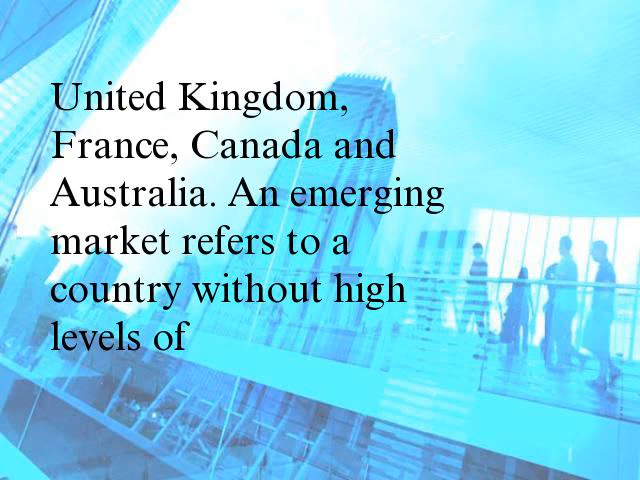 United Kingdom,
France, Canada and
Australia. An emerging
market refers to a
country without high
levels of